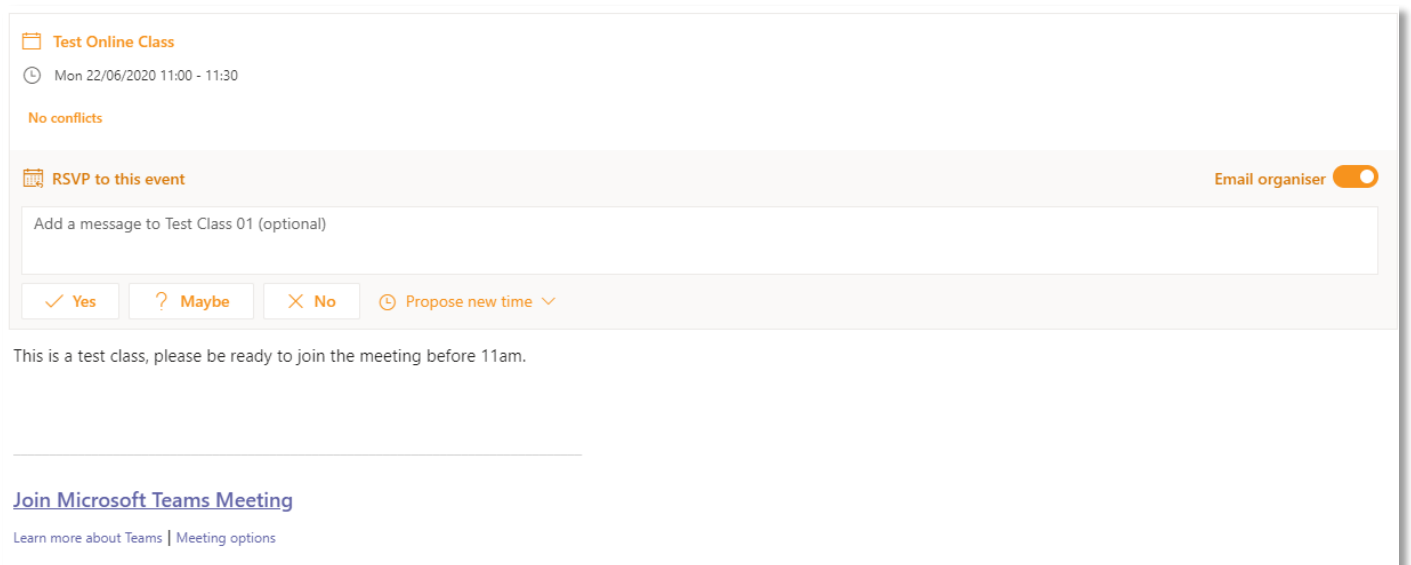 Test Online Class
Mon 22/06/2020 11:00 - 11:30
No conflicts
RSVP to this event
Email organiser
Add a message to Test Class 01 (optional)
Yes
? Maybe
No
Propose new time
This is a test class, please be ready to join the meeting before 11am.
Join Microsoft Teams Meeting
Learn more about Teams | Meeting options